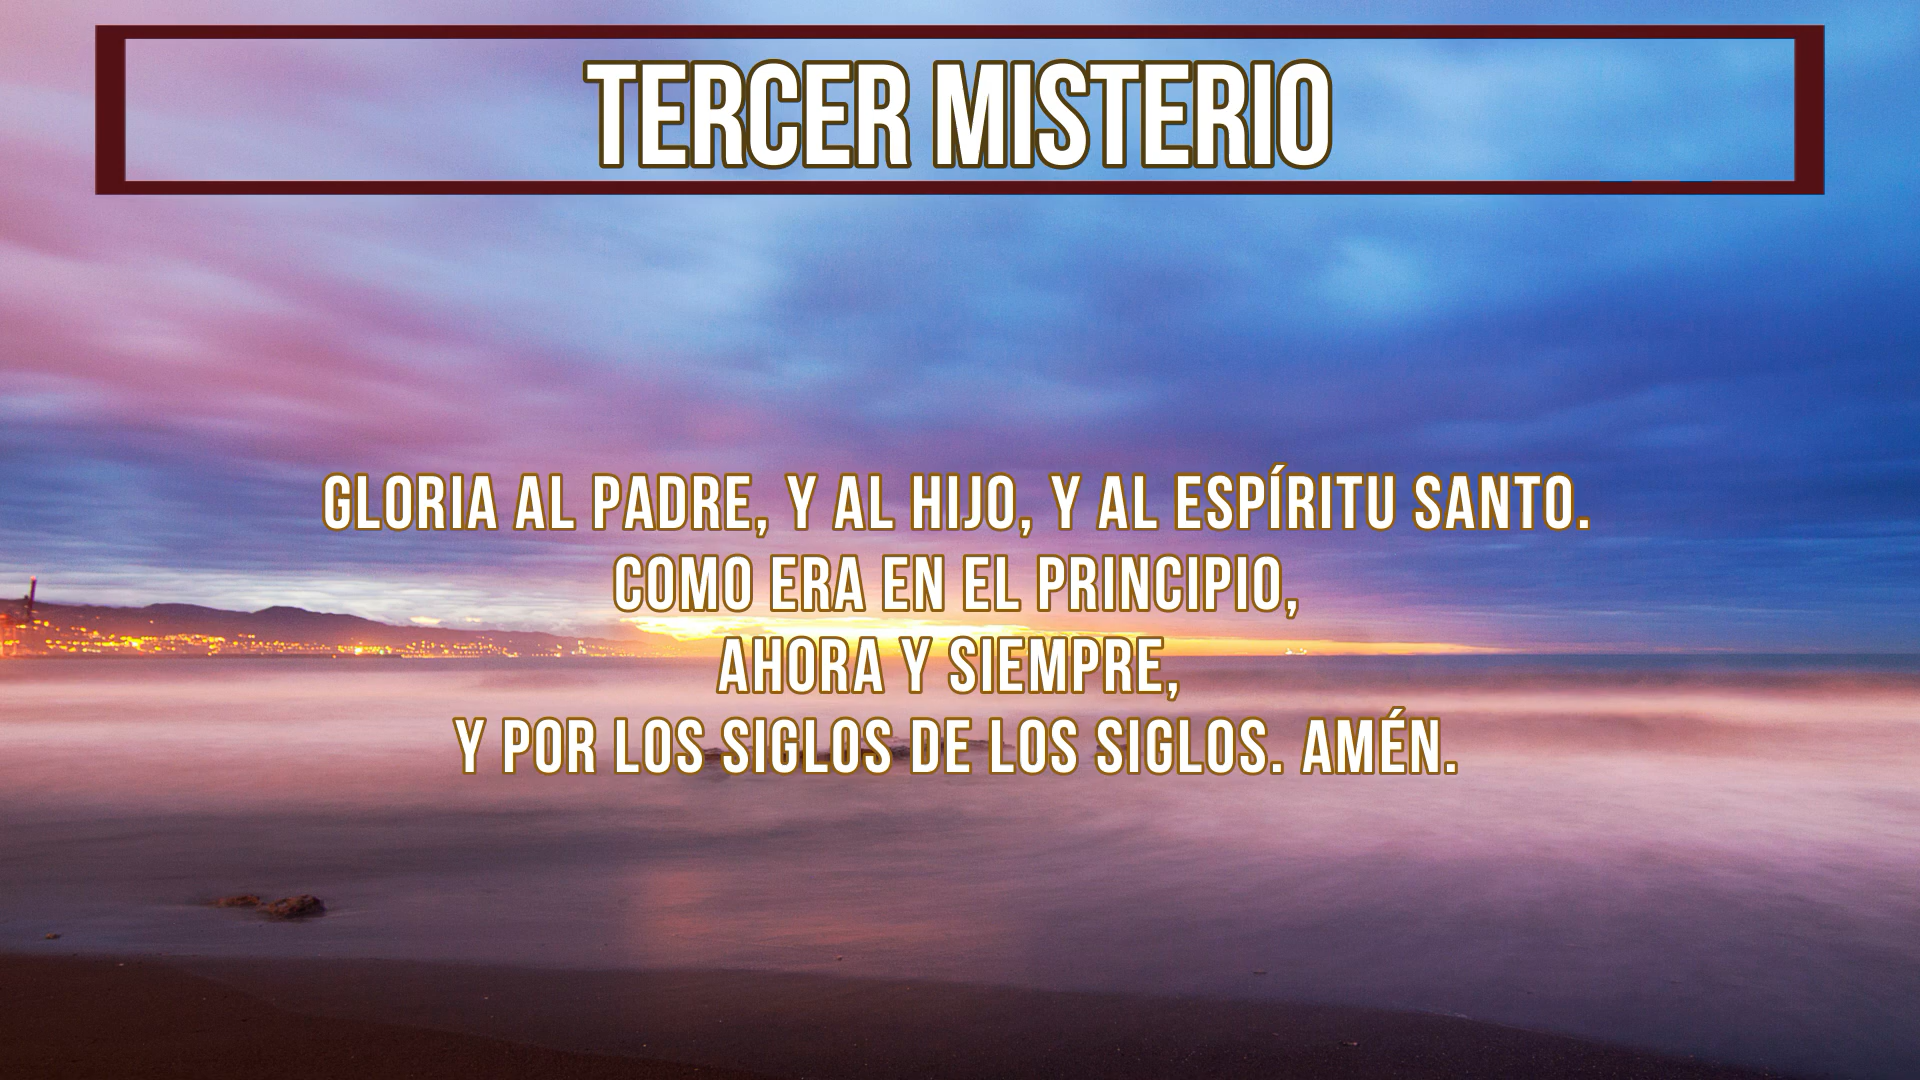 TERCER MISTERIO
GLORIA AL PADRE, Y AL HIJO, Y AL ESPÍRITU SANTO.
COMO ERA EN EL PRINCIPIO,
AHORA Y SIEMPRE,
Y POR LOS SIGLOS DE LOS SIGLOS. AMÉN.